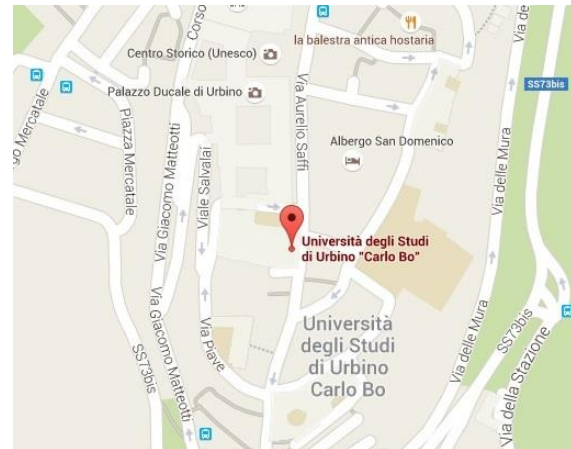 la balestra antica hostaria
Corso
Centro Storico (Unesco)
Palazzo Ducale di Urbino
Via Aurelio Saffi
Via de
SS73bis
Albergo San Domenico
go Mercatale
Piazza Mercatale
Via Giacomo Matteotti
Viale Salvalai
Via delle Mura
Università degli Studi
di Urbino "Carlo Bo"
Università
degli Studi
di Urbino
Carlo Bo
Via Piave
SS73bis
Via Giacomo Matteotti
Via delle Mura
SS73bis
Via della Stazione